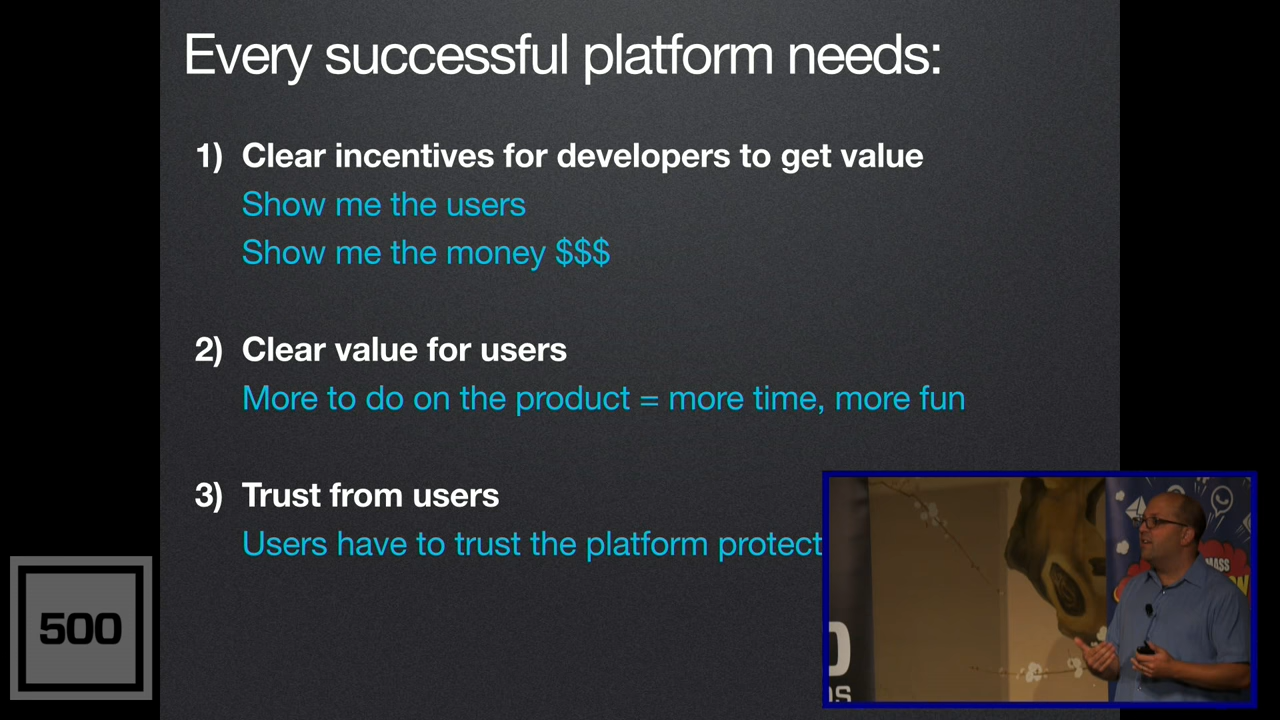 Every successful platform needs:
1) Clear incentives for developers to get value
Show me the users
Show me the money $$$
2) Clear value for users
More to do on the product = more time, more fun
3) Trust from users
Users have to trust the platform protect
MASS
500